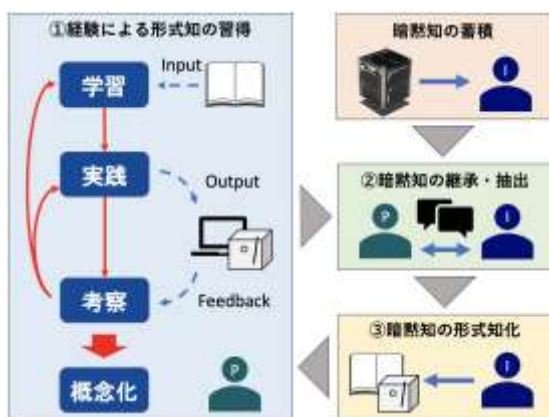 ①経験による形式知の習得
学習
Input
実践
Output
考察
Feedback
概念化
P
暗黙知の蓄積
I
②暗黙知の継承・抽出
P
I
③暗黙知の形式知化
I